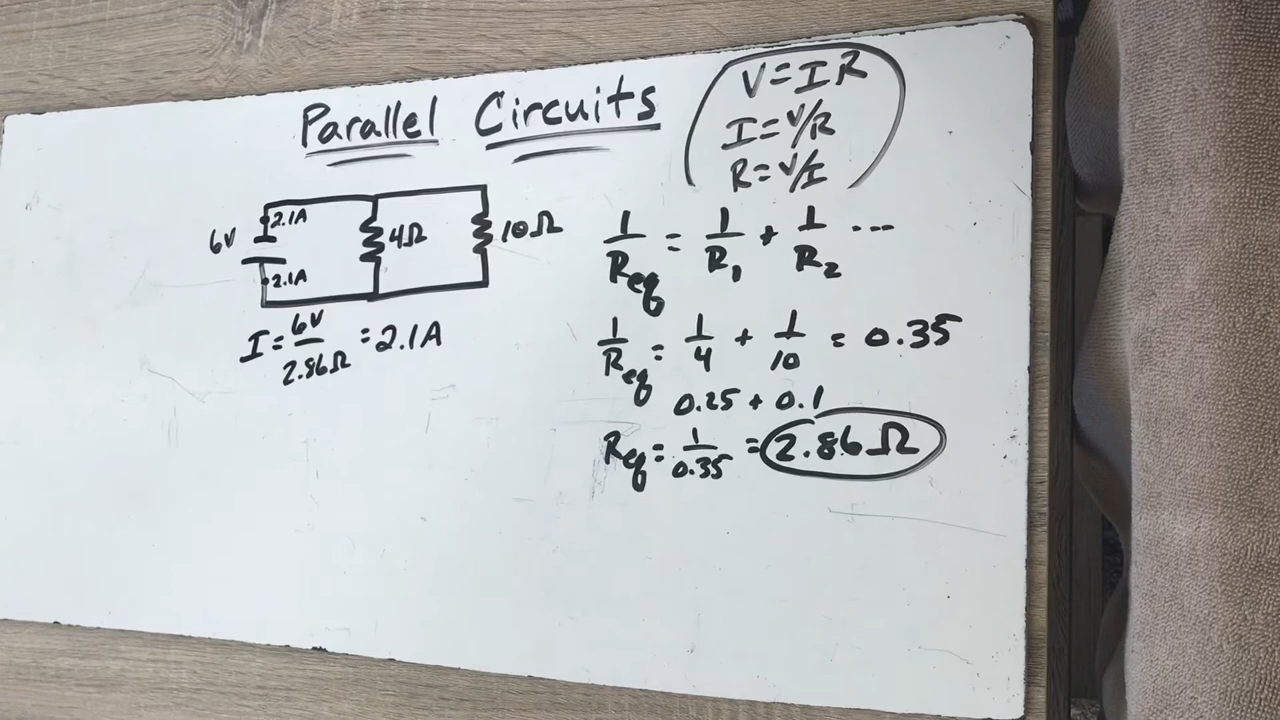 Parallel Circuits
V=IR
I=V/R
R=V/I
2.1A
6V
4Ω
10Ω
2.1A
I=6V/2.86Ω=2.1A
1/Req=1/R1+1/R2...
1/Req=1/4+1/10=0.35
0.25+0.1
Req=1/0.35=2.86Ω